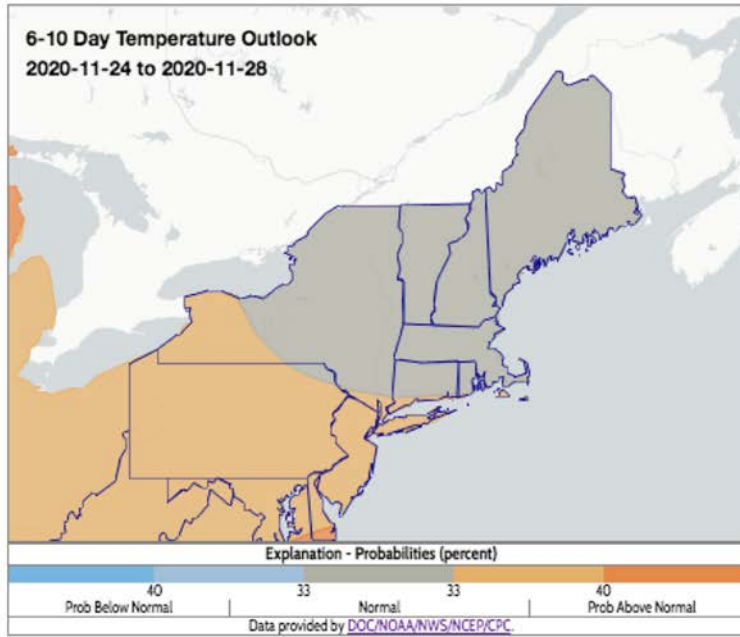 6-10 Day Temperature Outlook
2020-11-24 to 2020-11-28
Explanation - Probabilities (percent)
40 33 33 40
Prob Below Normal | Normal | Prob Above Normal
Data provided by DOC/NOAA/NWS/NCEP/CPC.